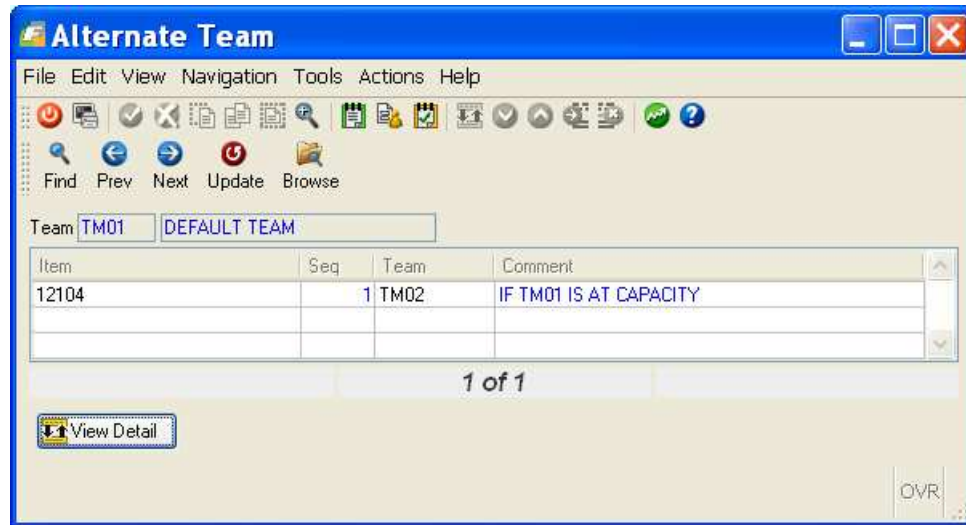 Alternate Team
File Edit View Navigation Tools Actions Help
Find Prev Next Update Browse
Team TM01 DEFAULT TEAM
Item Seq Team Comment
12104 1 TM02 IF TM01 IS AT CAPACITY
1 of 1
View Detail
OVR